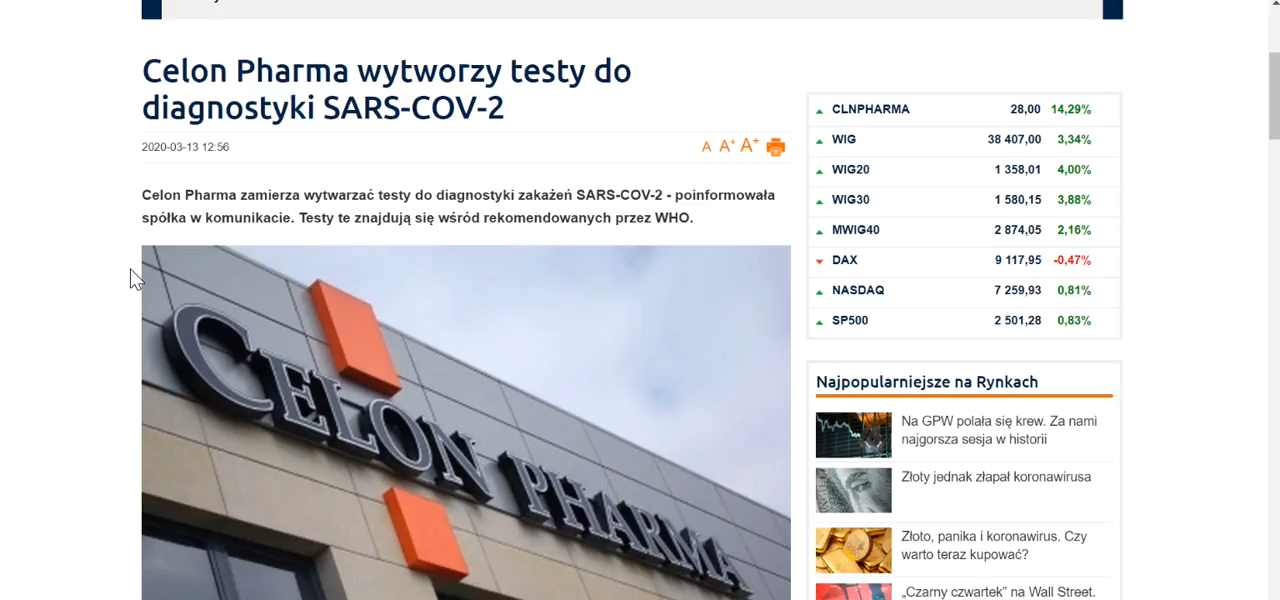 Celon Pharma wytworzy testy do
diagnostyki SARS-COV-2
2020-03-13 12:56
A A+ A+
Celon Pharma zamierza wytwarzać testy do diagnostyki zakażeń SARS-COV-2 - poinformowała
spółka w komunikacie. Testy te znajdują się wśród rekomendowanych przez WHO.
CELON PHARMA
CLNPHARMA 28,00 14,29%
WIG 38 407,00 3,34%
WIG20 1 358,01 4,00%
WIG30 1 580,15 3,88%
MWIG40 2 874,05 2,16%
DAX 9 117,95 -0,47%
NASDAQ 7 259,93 0,81%
SP500 2 501,28 0,83%
Najpopularniejsze na Rynkach
Na GPW polała się krew. Za nami
najgorsza sesja w historii
Złoty jednak złapał koronawirusa
Złoto, panika i koronawirus. Czy
warto teraz kupować?
„Czarny czwartek” na Wall Street.